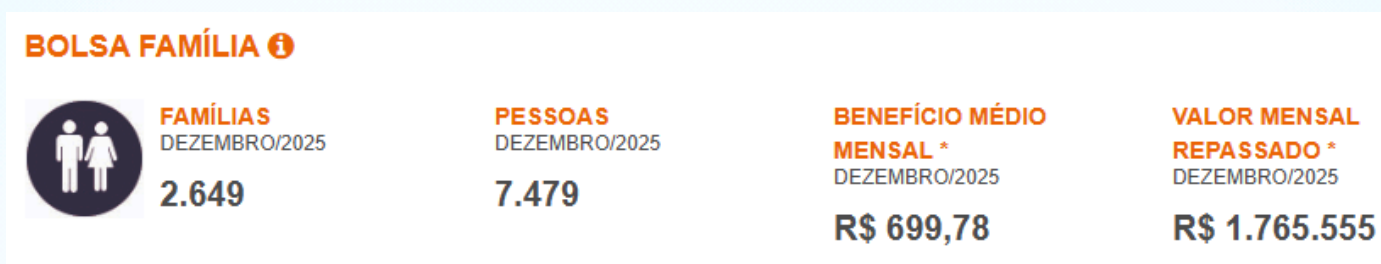 BOLSA FAMÍLIA
FAMÍLIAS
DEZEMBRO/2025
2.649
PESSOAS
DEZEMBRO/2025
7.479
BENEFÍCIO MÉDIO
MENSAL *
DEZEMBRO/2025
R$ 699,78
VALOR MENSAL
REPASSADO *
DEZEMBRO/2025
R$ 1.765.555